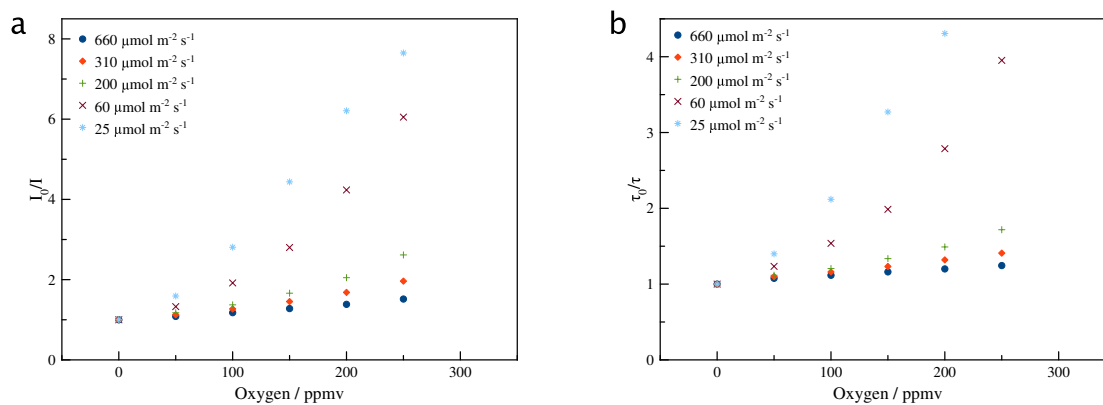 a
8
6
4
2
0
I₀/I
660 µmol m⁻² s⁻¹
310 µmol m⁻² s⁻¹
200 µmol m⁻² s⁻¹
60 µmol m⁻² s⁻¹
25 µmol m⁻² s⁻¹
0
100
200
300
Oxygen / ppmv
b
4
3
2
1
0
τ₀/τ
660 µmol m⁻² s⁻¹
310 µmol m⁻² s⁻¹
200 µmol m⁻² s⁻¹
60 µmol m⁻² s⁻¹
25 µmol m⁻² s⁻¹
0
100
200
300
Oxygen / ppmv